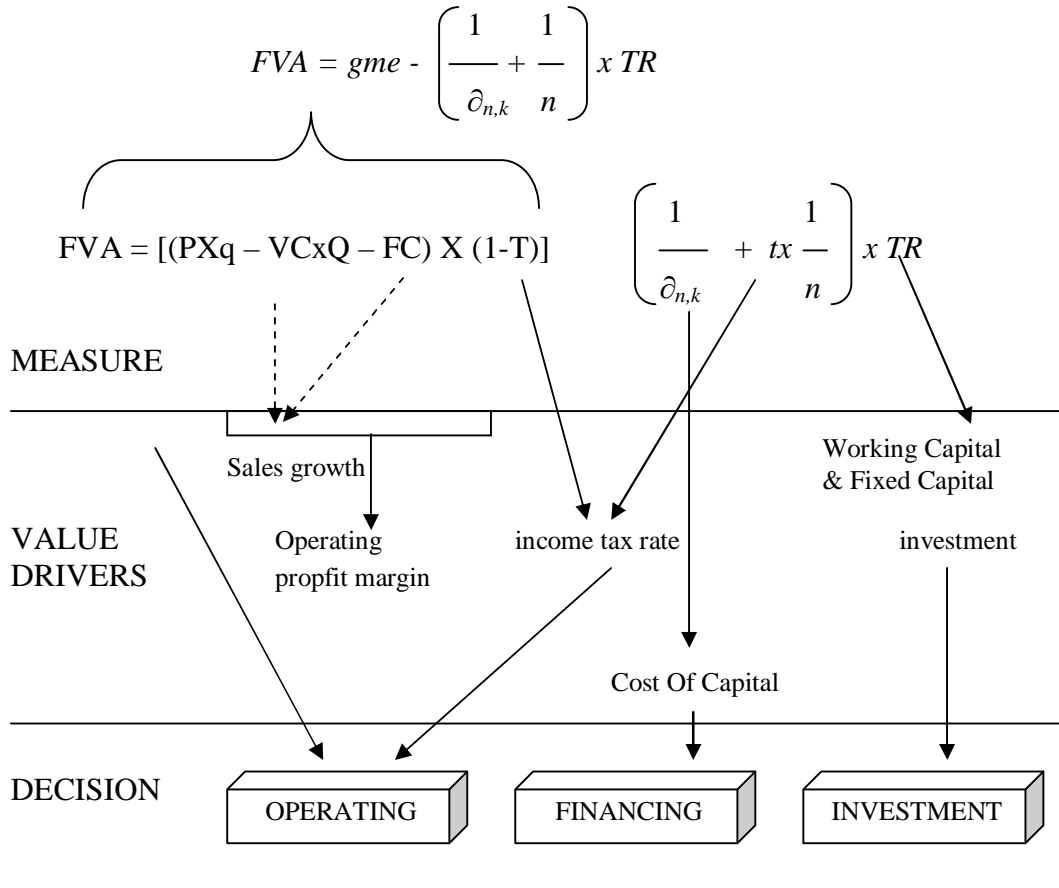 FVA = gme - ( 1/∂n,k + 1/n ) x TR
FVA = [(PXq – VCxQ – FC) X (1-T)] ( 1/∂n,k + tx 1/n ) x TR
MEASURE
Working Capital
& Fixed Capital
Sales growth
VALUE
DRIVERS
Operating
propfit margin
income tax rate
investment
Cost Of Capital
DECISION
OPERATING
FINANCING
INVESTMENT